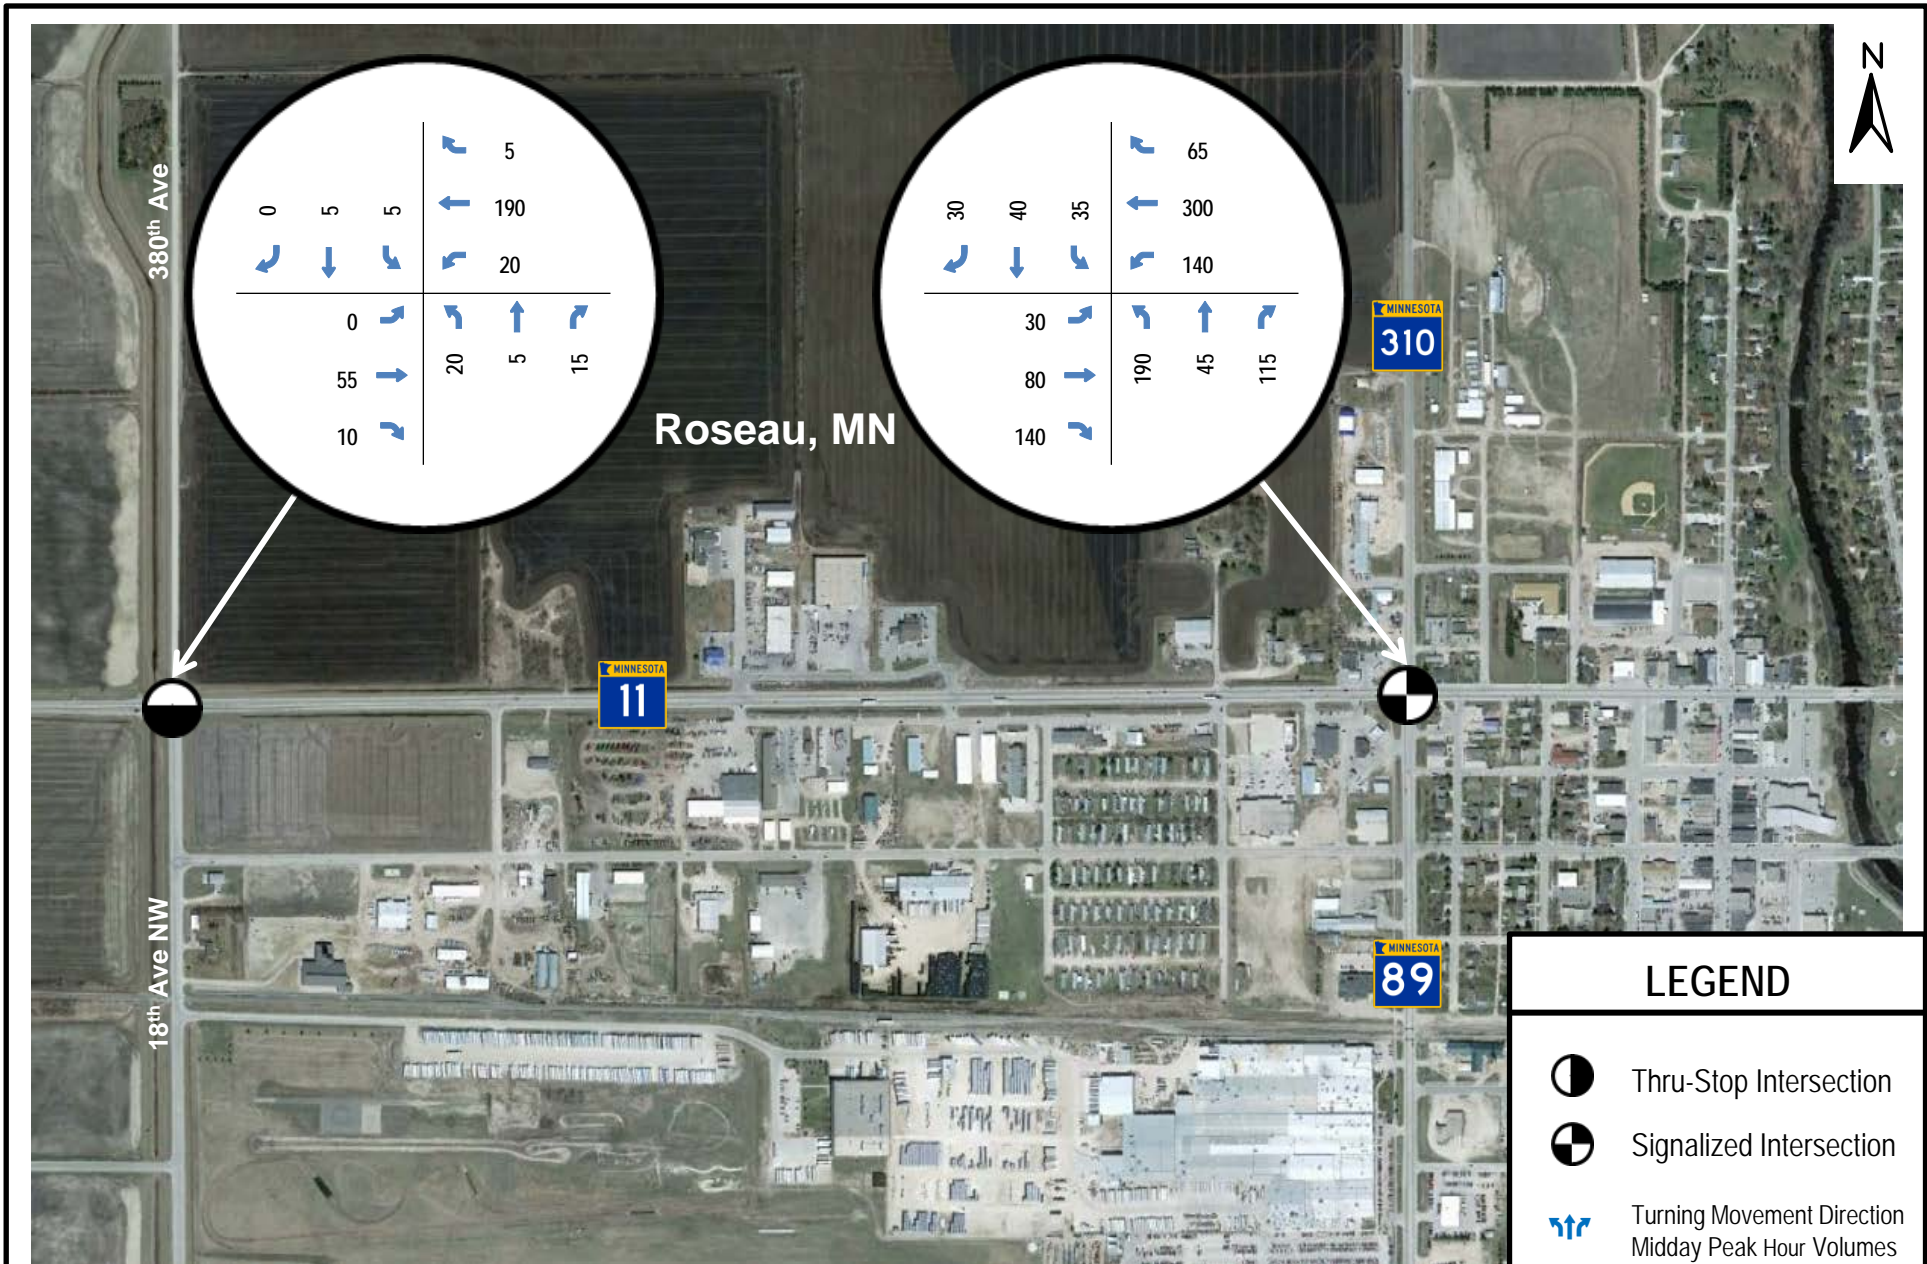 N
5
190
20
0 5 5
0
55
10
20 5 15
65
300
140
30 40 35
30
80
140
190 45 115
380th Ave
Roseau, MN
MINNESOTA
310
MINNESOTA
11
18th Ave NW
MINNESOTA
89
LEGEND
Thru-Stop Intersection
Signalized Intersection
Turning Movement Direction
Midday Peak Hour Volumes